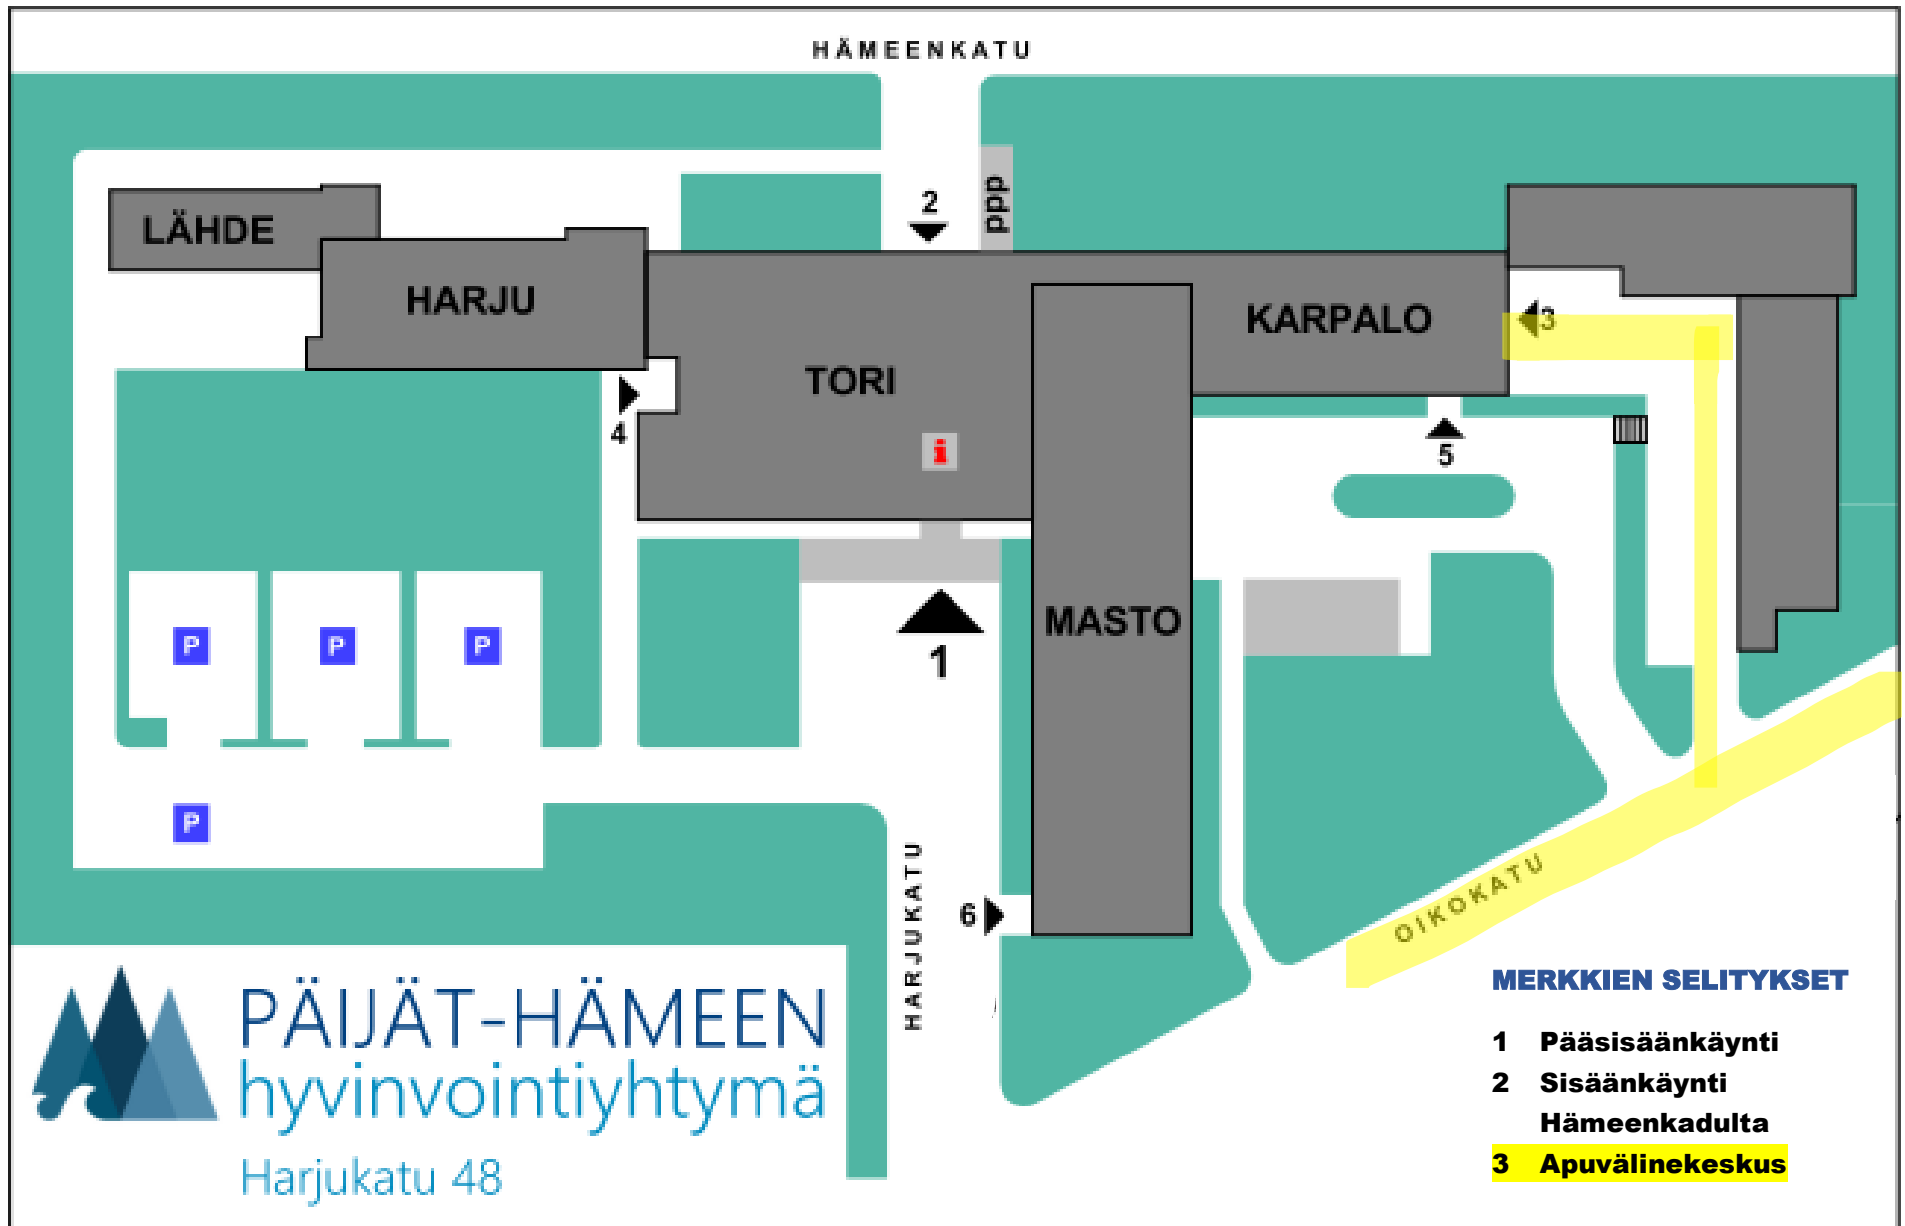 HÄMEENKATU
2
ppp
LÄHDE
HARJU
KARPALO
3
TORI
4
i
5
MASTO
1
P
P
P
P
HARJUKATU
6
OIKOKATU
PÄIJÄT-HÄMEEN
hyvinvointiyhtymä
Harjukatu 48
MERKKIEN SELITYKSET
1 Pääsisäänkäynti
2 Sisäänkäynti
Hämeenkadulta
3 Apuvälinekeskus